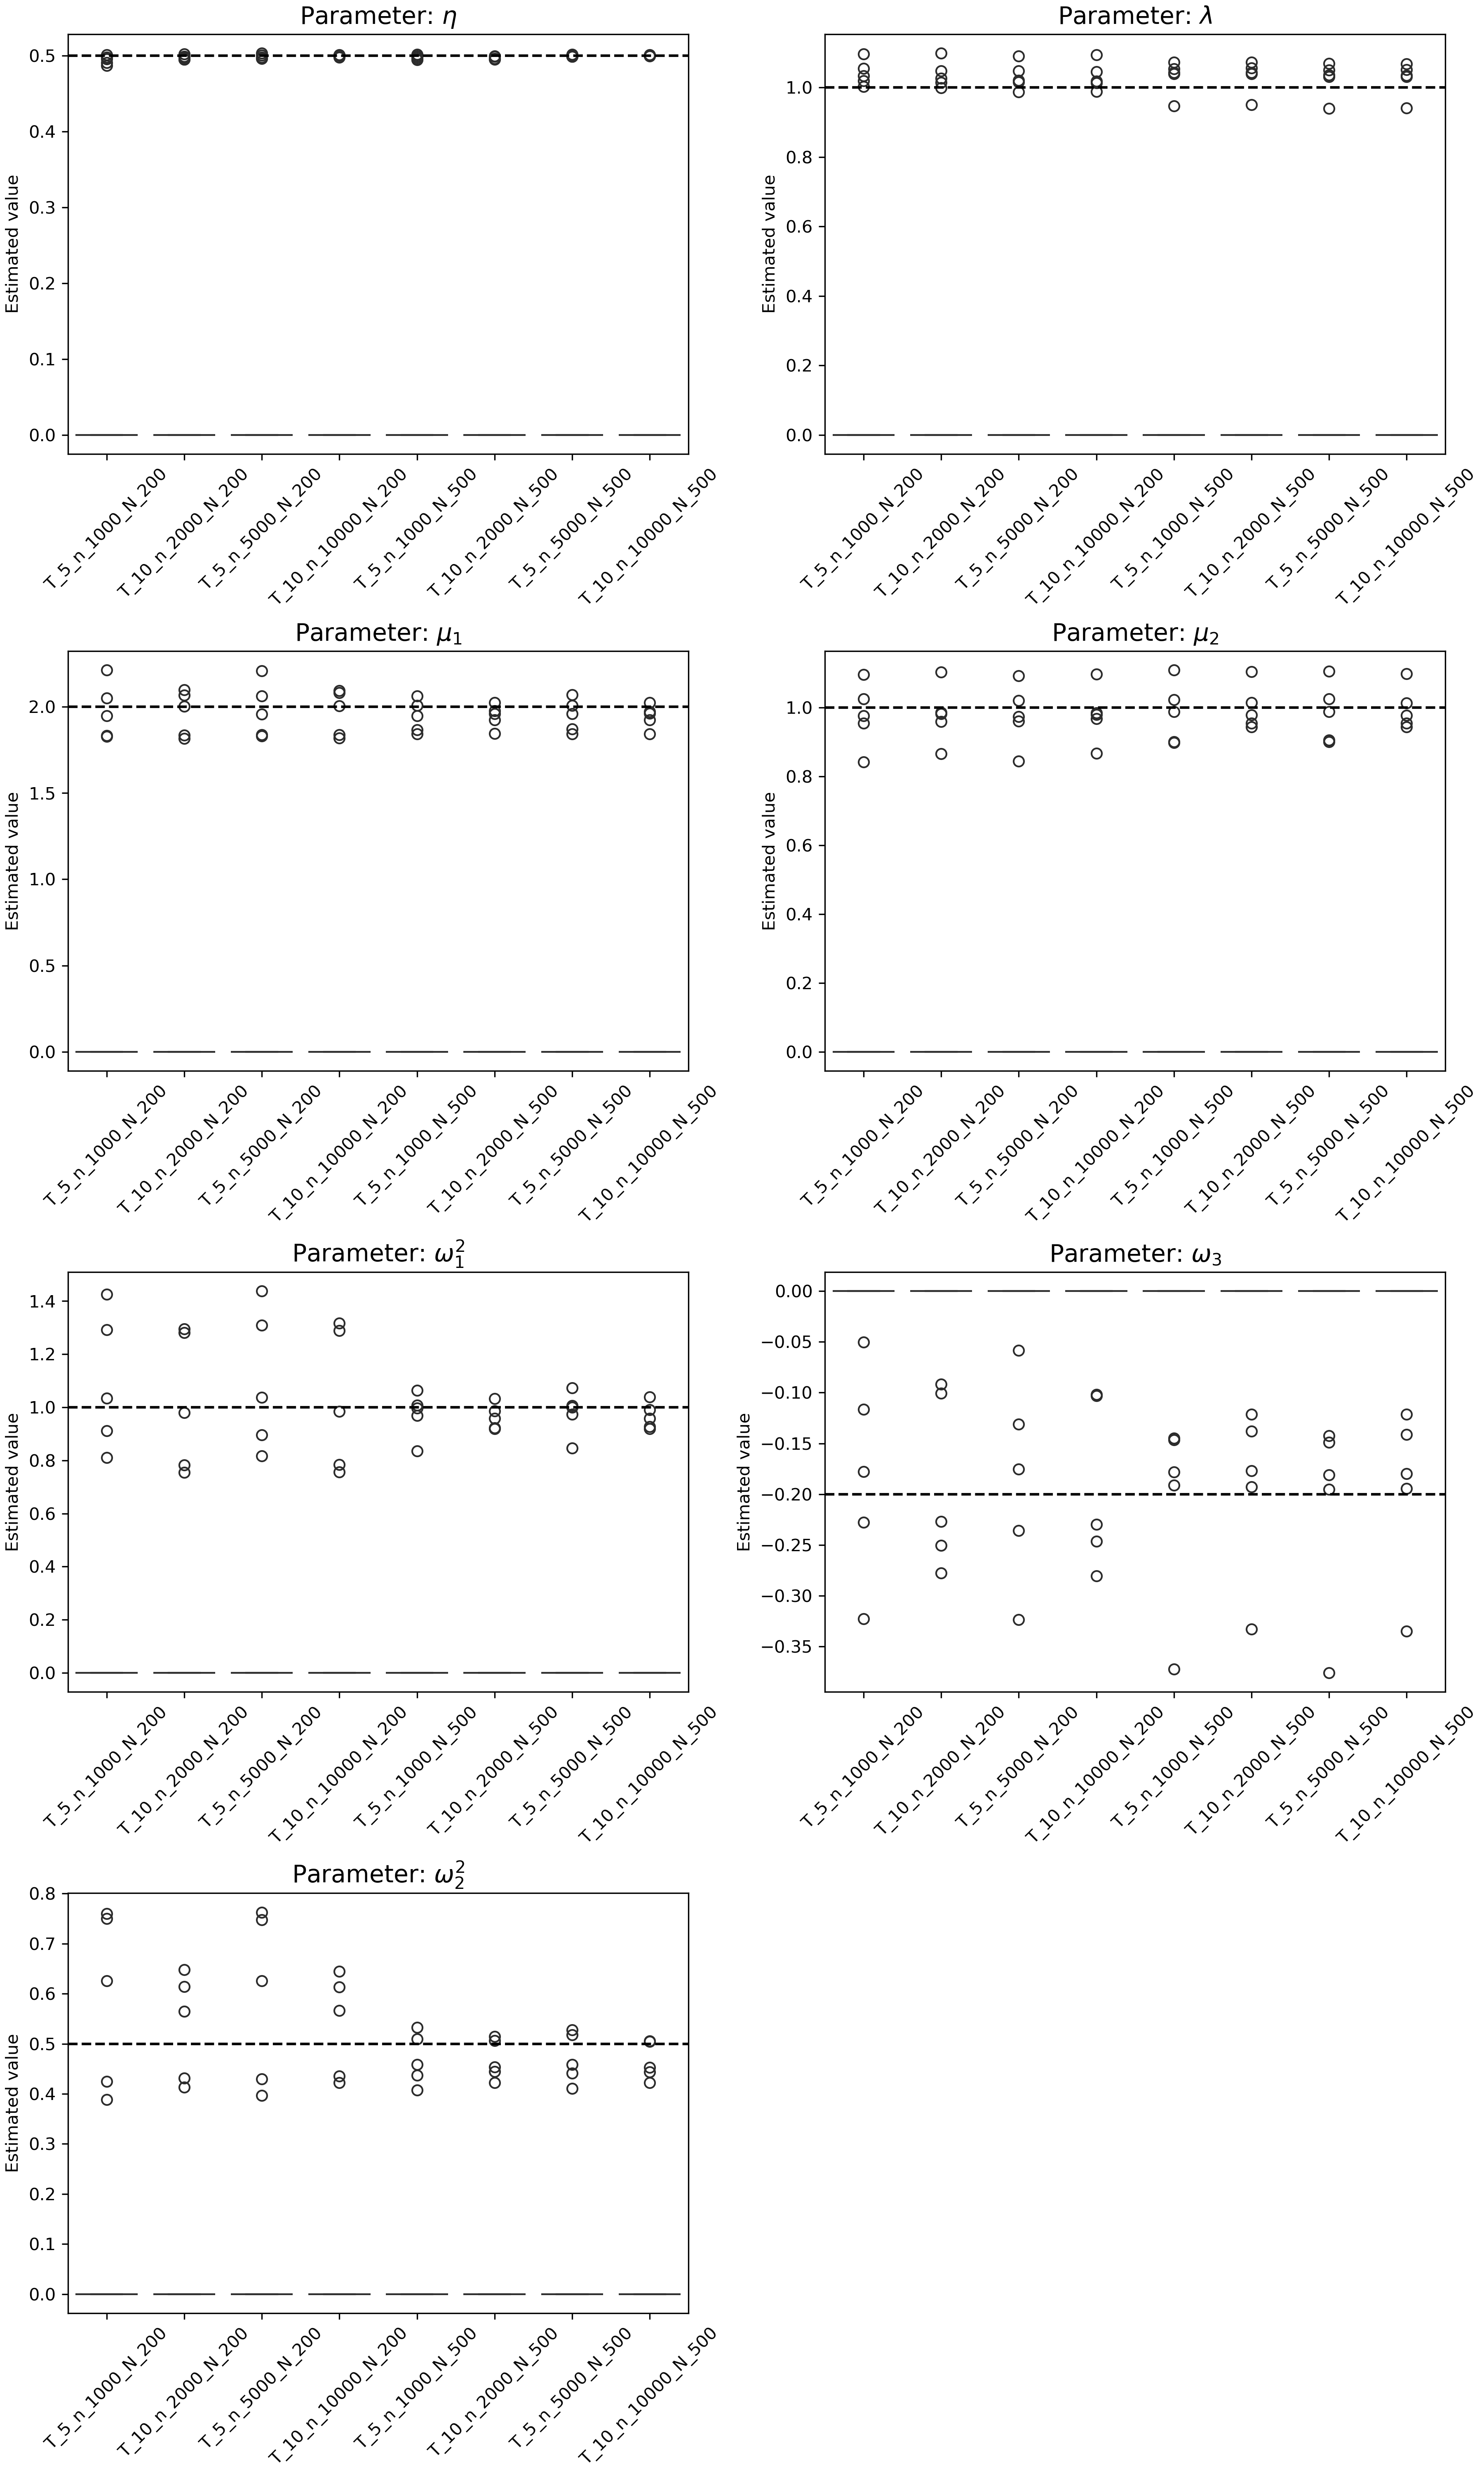 Parameter: η
Estimated value
0.5
0.4
0.3
0.2
0.1
0.0
T_5_n_1000_N_200
T_10_n_2000_N_200
T_5_n_5000_N_200
T_10_n_10000_N_200
T_5_n_1000_N_500
T_10_n_2000_N_500
T_5_n_5000_N_500
T_10_n_10000_N_500
Parameter: λ
Estimated value
1.0
0.8
0.6
0.4
0.2
0.0
T_5_n_1000_N_200
T_10_n_2000_N_200
T_5_n_5000_N_200
T_10_n_10000_N_200
T_5_n_1000_N_500
T_10_n_2000_N_500
T_5_n_5000_N_500
T_10_n_10000_N_500
Parameter: μ₁
Estimated value
2.0
1.5
1.0
0.5
0.0
T_5_n_1000_N_200
T_10_n_2000_N_200
T_5_n_5000_N_200
T_10_n_10000_N_200
T_5_n_1000_N_500
T_10_n_2000_N_500
T_5_n_5000_N_500
T_10_n_10000_N_500
Parameter: μ₂
Estimated value
1.0
0.8
0.6
0.4
0.2
0.0
T_5_n_1000_N_200
T_10_n_2000_N_200
T_5_n_5000_N_200
T_10_n_10000_N_200
T_5_n_1000_N_500
T_10_n_2000_N_500
T_5_n_5000_N_500
T_10_n_10000_N_500
Parameter: ω₁²
Estimated value
1.4
1.2
1.0
0.8
0.6
0.4
0.2
0.0
T_5_n_1000_N_200
T_10_n_2000_N_200
T_5_n_5000_N_200
T_10_n_10000_N_200
T_5_n_1000_N_500
T_10_n_2000_N_500
T_5_n_5000_N_500
T_10_n_10000_N_500
Parameter: ω₃
Estimated value
0.00
−0.05
−0.10
−0.15
−0.20
−0.25
−0.30
−0.35
T_5_n_1000_N_200
T_10_n_2000_N_200
T_5_n_5000_N_200
T_10_n_10000_N_200
T_5_n_1000_N_500
T_10_n_2000_N_500
T_5_n_5000_N_500
T_10_n_10000_N_500
Parameter: ω₂²
Estimated value
0.8
0.7
0.6
0.5
0.4
0.3
0.2
0.1
0.0
T_5_n_1000_N_200
T_10_n_2000_N_200
T_5_n_5000_N_200
T_10_n_10000_N_200
T_5_n_1000_N_500
T_10_n_2000_N_500
T_5_n_5000_N_500
T_10_n_10000_N_500